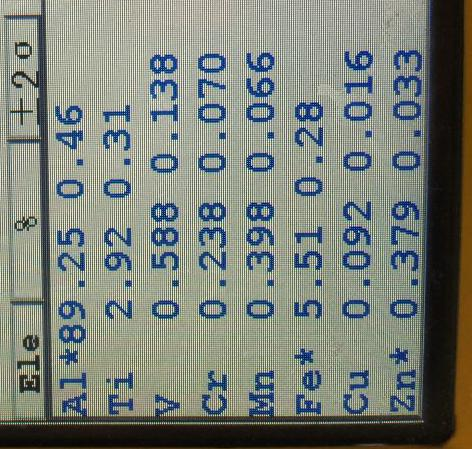 Ele % ±2σ
Al*89.25 0.46
Ti 2.92 0.31
V 0.588 0.138
Cr 0.238 0.070
Mn 0.398 0.066
Fe* 5.51 0.28
Cu 0.092 0.016
Zn* 0.379 0.033